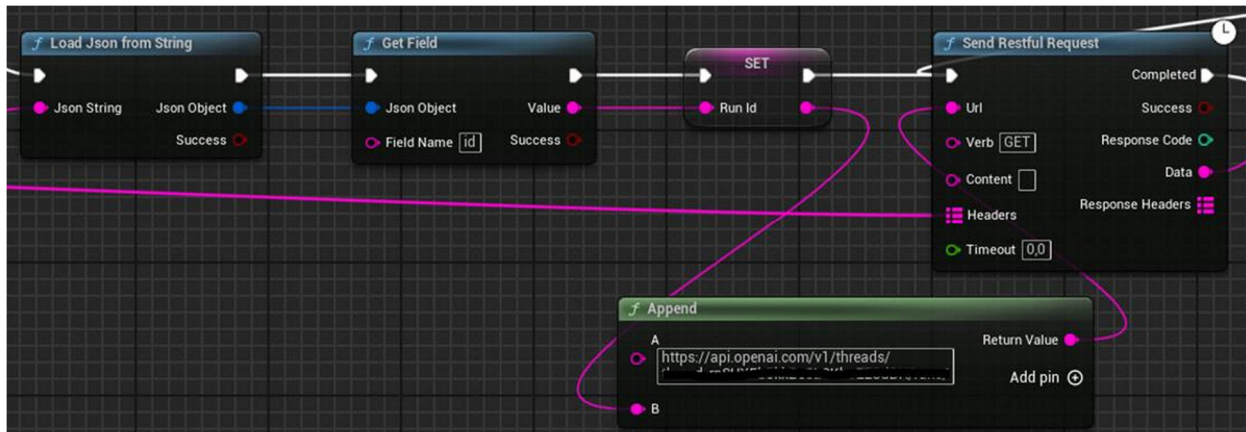 f Load Json from String
Json String
Json Object
Success
f Get Field
Json Object
Value
Field Name id
Success
SET
Run Id
f Send Restful Request
Completed
Url
Success
Verb GET
Response Code
Content
Data
Headers
Response Headers
Timeout 0,0
f Append
A
https://api.openai.com/v1/threads/
Return Value
Add pin
B